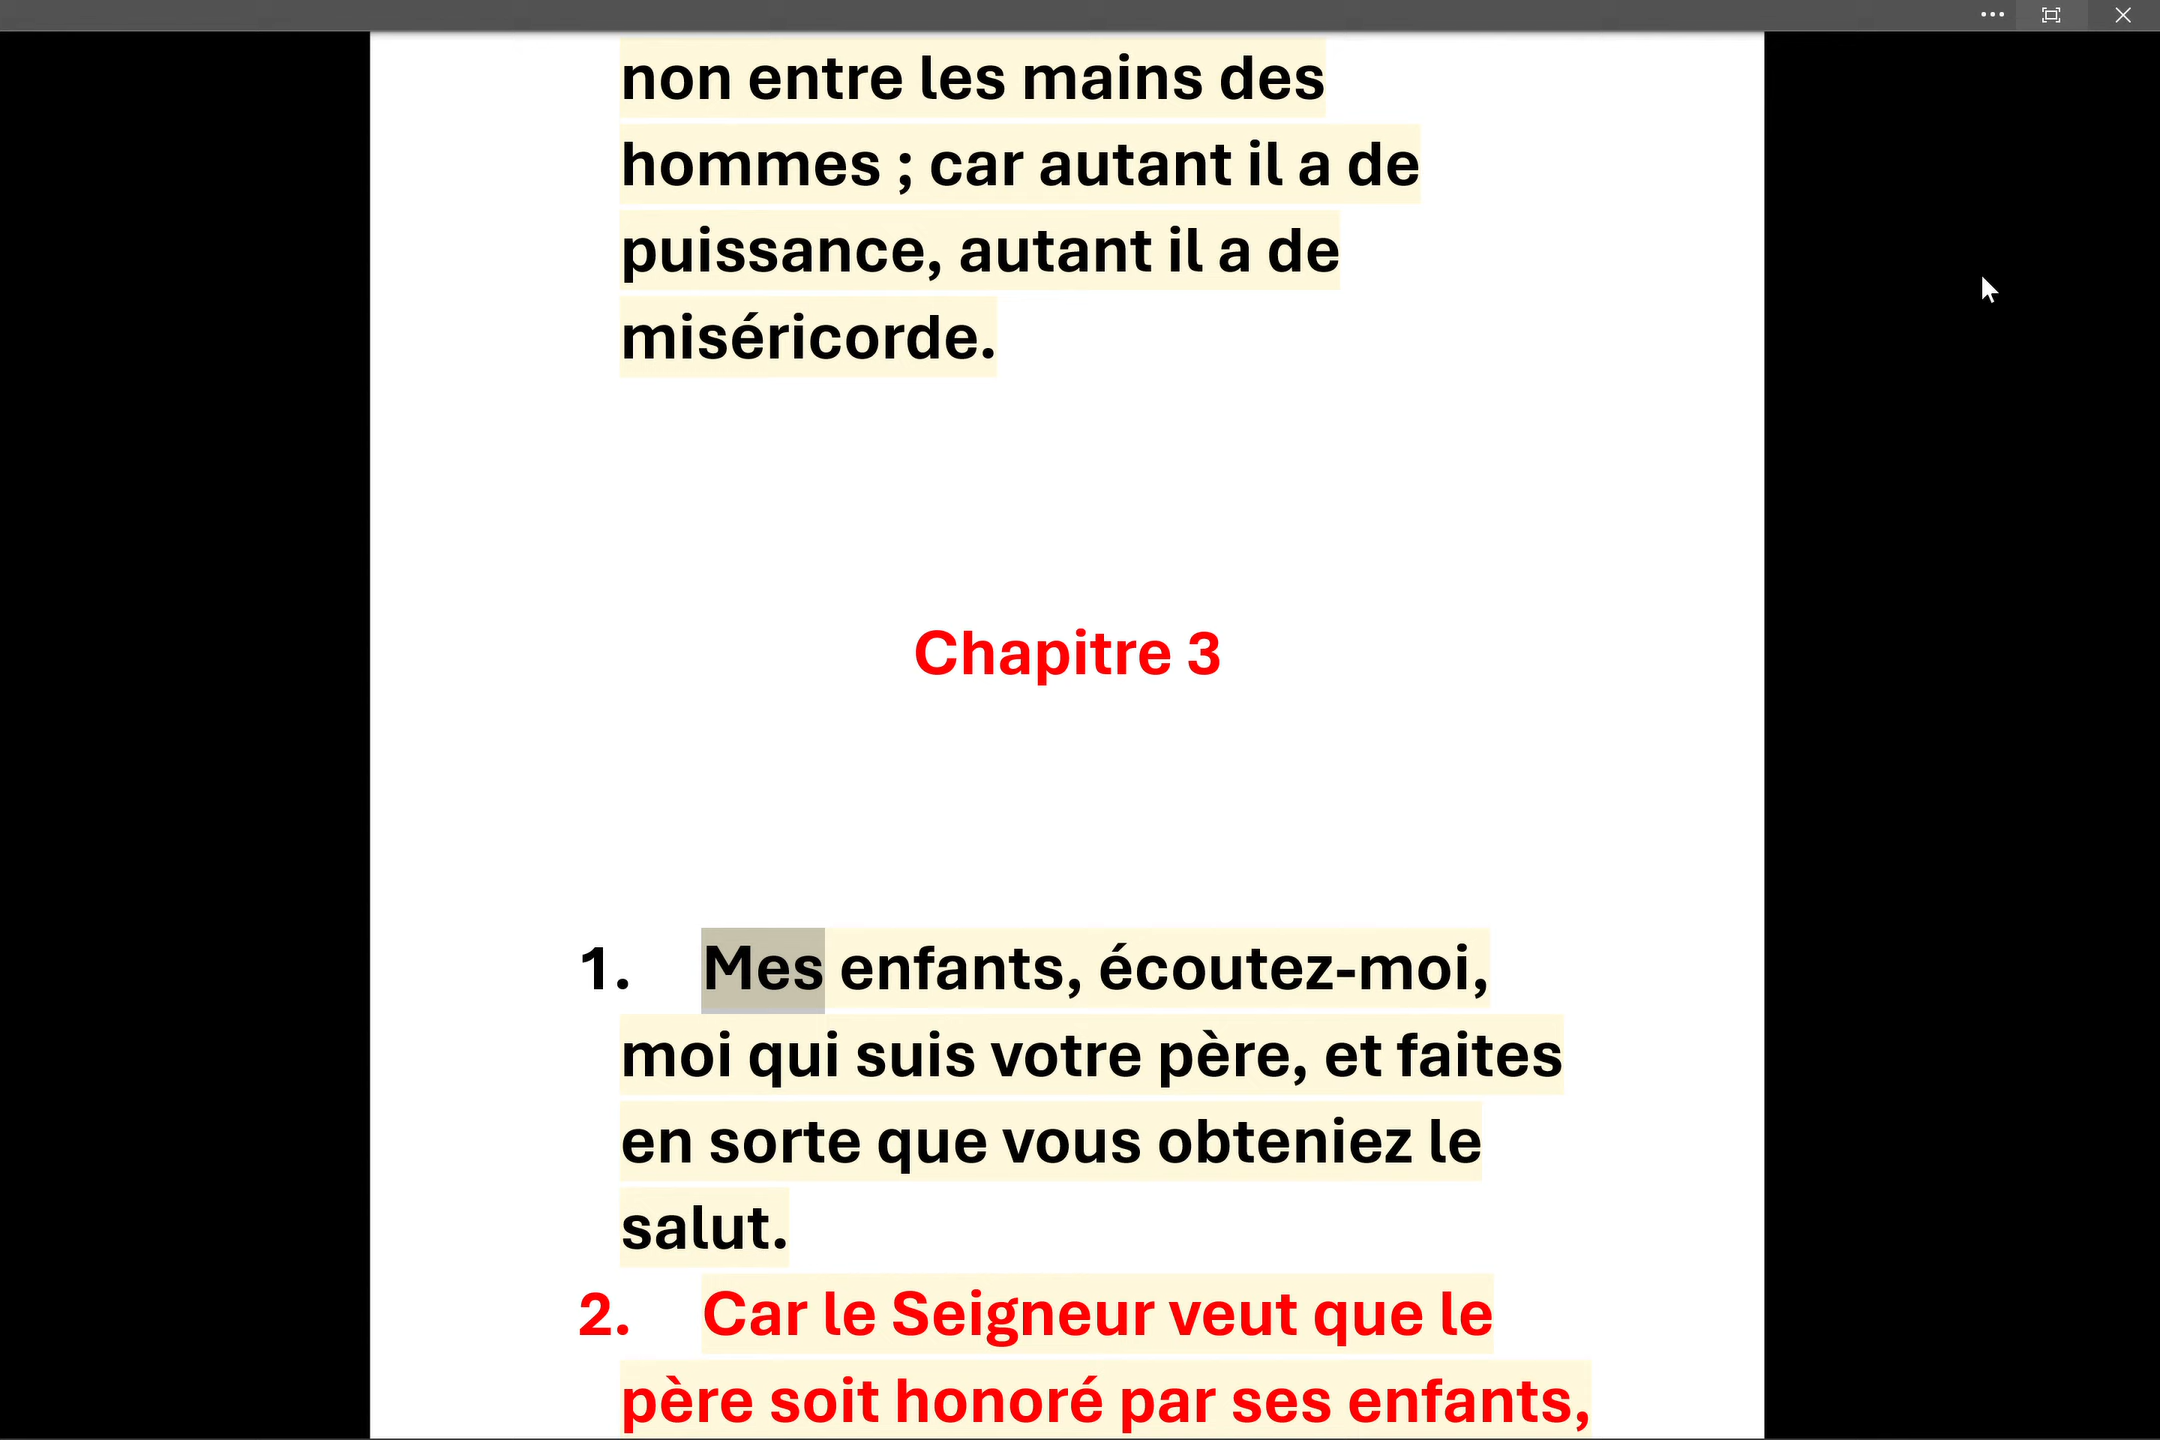 non entre les mains des
hommes ; car autant il a de
puissance, autant il a de
miséricorde.
Chapitre 3
1. Mes enfants, écoutez-moi,
moi qui suis votre père, et faites
en sorte que vous obteniez le
salut.
2. Car le Seigneur veut que le
père soit honoré par ses enfants,